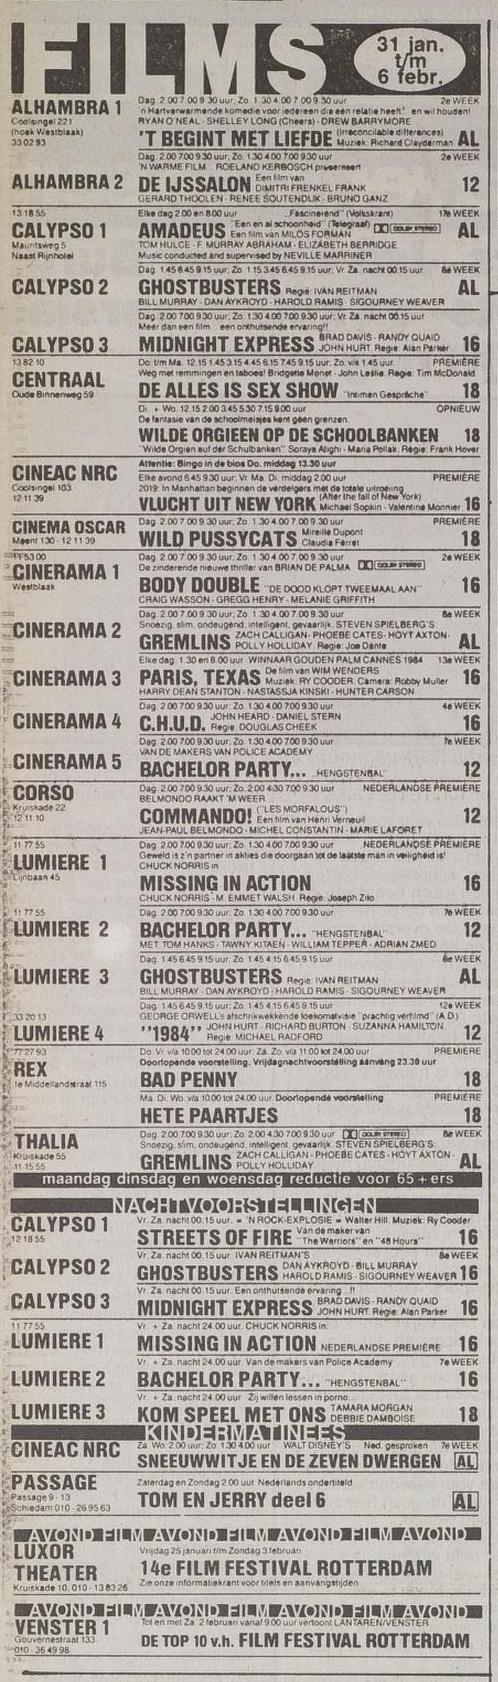 FILMS
31 jan.
t/m
6 febr.
ALHAMBRA 1
Coolsingel 221
(hoek Westblaak)
33 02 93
Dag. 2.00 7.00 9.30 uur; Zo. 1.30 4.00 7.00 9.30 uur 2e WEEK
'n Hartverwarmende komedie voor iedereen die een relatie heeft en wil houden!
RYAN O'NEAL - SHELLEY LONG (Cheers) - DREW BARRYMORE
'T BEGINT MET LIEFDE (Irreconcilable differences) Muziek: Richard Clayderman AL
ALHAMBRA 2
Dag. 2.00 7.00 9.30 uur; Zo. 1.30 4.00 7.00 9.30 uur 2e WEEK
'N WARME FILM ROELAND KERBOSCH presenteert
DE IJSSALON Een film van DIMITRI FRENKEL FRANK 12
GERARD THOOLEN - RENEE SOUTENDIJK - BRUNO GANZ
13 18 55
CALYPSO 1
Mauritsweg 5
Naast Rijnhotel
Elke dag 2.00 en 8.00 uur "Fascinerend" (Volkskrant) 17e WEEK
AMADEUS "Een en al schoonheid" (Telegraaf) Een film van MILOS FORMAN DOLBY STEREO AL
TOM HULCE - F. MURRAY ABRAHAM - ELIZABETH BERRIDGE
Music conducted and supervised by NEVILLE MARRINER
CALYPSO 2
Dag. 1.45 6.45 9.15 uur; Zo. 1.15 3.45 6.45 9.15 uur; Vr. Za. nacht 00.15 uur. 8e WEEK
GHOSTBUSTERS Regie: IVAN REITMAN AL
BILL MURRAY - DAN AYKROYD - HAROLD RAMIS - SIGOURNEY WEAVER
CALYPSO 3
Dag. 2.00 7.00 9.30 uur; Zo. 1.30 4.00 7.00 9.30 uur; Vr. Za. nacht 00.15 uur
Meer dan een film... een onthutsende ervaring!!
MIDNIGHT EXPRESS BRAD DAVIS - RANDY QUAID JOHN HURT. Regie: Alan Parker 16
13 82 10
CENTRAAL
Oude Binnenweg 59
Do. t/m Ma. 12.15 1.45 3.15 4.45 6.15 7.45 9.15 uur; Zo. v/a 1.45 uur. PREMIÈRE
Weg met remmingen en taboes! Bridgette Monet - John Leslie. Regie: Tim McDonald
DE ALLES IS SEX SHOW "Intimen Gespräche" 18
Di. + Wo. 12.15 2.00 3.45 5.30 7.15 9.00 uur OPNIEUW
De fantasie van de schoolmeisjes kent géén grenzen.
WILDE ORGIEEN OP DE SCHOOLBANKEN 18
"Wilde Orgien auf der Schulbanken" Soraya Atighi - Maria Pollak. Regie: Frank Hover
CINEAC NRC
Coolsingel 103
12 11 39
Attentie: Bingo in de bios Do. middag 13.30 uur
Elke avond 6.45 9.30 uur; Vr. Ma. Di. middag 2.00 uur. PREMIÈRE
2019: In Manhattan beginnen de verdelgers met de totale uitroeiing
VLUCHT UIT NEW YORK (After the fall of New York) Michael Sopkin - Valentine Monnier 16
CINEMA OSCAR
Meent 130 - 12 11 39
Dag. 2.00 7.00 9.30 uur; Zo. 1.30 4.00 7.00 9.30 uur PREMIÈRE
WILD PUSSYCATS Mireille Dupont Claudia Ferret 18
11 53 00
CINERAMA 1
Westblaak
Dag. 2.00 7.00 9.30 uur; Zo. 1.30 4.00 7.00 9.30 uur 2e WEEK
De zinderende nieuwe thriller van BRIAN DE PALMA DOLBY STEREO
BODY DOUBLE "DE DOOD KLOPT TWEEMAAL AAN" 16
CRAIG WASSON - GREGG HENRY - MELANIE GRIFFITH
CINERAMA 2
Dag. 2.00 7.00 9.30 uur; Zo. 1.30 4.00 7.00 9.30 uur 8e WEEK
Snoezig, slim, ondeugend, intelligent, gevaarlijk. STEVEN SPIELBERG'S:
GREMLINS ZACH CALLIGAN - PHOEBE CATES - HOYT AXTON - POLLY HOLLIDAY. Regie: Joe Dante AL
CINERAMA 3
Elke dag. 1.30 en 8.00 uur WINNAAR GOUDEN PALM CANNES 1984 13e WEEK
PARIS, TEXAS De film van WIM WENDERS Muziek: RY COODER. Camera: Robby Muller 16
HARRY DEAN STANTON - NASTASSJA KINSKI - HUNTER CARSON
CINERAMA 4
Dag. 2.00 7.00 9.30 uur; Zo. 1.30 4.00 7.00 9.30 uur 4e WEEK
C.H.U.D. JOHN HEARD - DANIEL STERN Regie: DOUGLAS CHEEK 16
CINERAMA 5
Dag. 2.00 7.00 9.30 uur; Zo. 1.30 4.00 7.00 9.30 uur 7e WEEK
VAN DE MAKERS VAN POLICE ACADEMY
BACHELOR PARTY... "HENGSTENBAL" 12
CORSO
Kruiskade 22
12 11 10
Dag. 2.00 7.00 9.30 uur; Zo. 2.00 4.30 7.00 9.30 uur NEDERLANDSE PREMIÈRE
BELMONDO RAAKT 'M WEER
COMMANDO! ("LES MORFALOUS") Een film van Henri Verneuil 12
JEAN-PAUL BELMONDO - MICHEL CONSTANTIN - MARIE LAFORET
11 77 55
LUMIERE 1
Lijnbaan 45
Dag. 2.00 7.00 9.30 uur; Zo. 1.30 4.00 7.00 9.30 uur NEDERLANDSE PREMIÈRE
Geweld is z'n partner in akties die doorgaan tot de laatste man in veiligheid is!
CHUCK NORRIS in
MISSING IN ACTION 16
CHUCK NORRIS - M. EMMET WALSH. Regie: Joseph Zito
11 77 55
LUMIERE 2
Dag. 2.00 7.00 9.30 uur; Zo. 1.30 4.00 7.00 9.30 uur 7e WEEK
BACHELOR PARTY... "HENGSTENBAL" 12
MET TOM HANKS - TAWNY KITAEN - WILLIAM TEPPER - ADRIAN ZMED
LUMIERE 3
Dag. 1.45 6.45 9.15 uur; Zo. 1.45 4.15 6.45 9.15 uur 8e WEEK
GHOSTBUSTERS Regie: IVAN REITMAN AL
BILL MURRAY - DAN AYKROYD - HAROLD RAMIS - SIGOURNEY WEAVER
33 20 13
LUMIERE 4
Dag. 1.45 6.45 9.15 uur; Zo. 1.45 4.15 6.45 9.15 uur 12e WEEK
GEORGE ORWELL's afschrikwekkende toekomstvisie "prachtig verfilmd" (A.D.)
"1984" JOHN HURT - RICHARD BURTON - SUZANNA HAMILTON Regie: MICHAEL RADFORD 12
77 27 93
REX
1e Middellandstraat 115
Do. Vr. v/a 10.00 tot 24.00 uur; Za. Zo. v/a 11.00 tot 24.00 uur PREMIÈRE
Doorlopende voorstelling. Vrijdagnachtvoorstelling aanvang 23.30 uur
BAD PENNY 18
Ma. Di. Wo. v/a 10.00 tot 24.00 uur. Doorlopende voorstelling PREMIÈRE
HETE PAARTJES 18
THALIA
Kruiskade 55
11 15 55
Dag. 2.00 7.00 9.30 uur; Zo. 2.00 4.30 7.00 9.30 uur DOLBY STEREO 8e WEEK
Snoezig, slim, ondeugend, intelligent, gevaarlijk. STEVEN SPIELBERG'S:
GREMLINS ZACH CALLIGAN - PHOEBE CATES - HOYT AXTON - POLLY HOLLIDAY AL
maandag dinsdag en woensdag reductie voor 65 + ers
NACHTVOORSTELLINGEN
CALYPSO 1
12 18 55
Vr. Za. nacht 00.15 uur. = 'N ROCK-EXPLOSIE = Walter Hill. Muziek: Ry Cooder
STREETS OF FIRE Van de maker van "The Warriors" en "48 Hours" 16
CALYPSO 2
Vr. Za. nacht 00.15 uur. IVAN REITMAN'S 8e WEEK
GHOSTBUSTERS DAN AYKROYD - BILL MURRAY HAROLD RAMIS - SIGOURNEY WEAVER 16
CALYPSO 3
Vr. Za. nacht 00.15 uur. Een onthutsende ervaring...!!
MIDNIGHT EXPRESS BRAD DAVIS - RANDY QUAID JOHN HURT. Regie: Alan Parker 16
11 77 55
LUMIERE 1
Vr. + Za. nacht 24.00 uur. CHUCK NORRIS in:
MISSING IN ACTION NEDERLANDSE PREMIÈRE 16
LUMIERE 2
Vr. + Za. nacht 24.00 uur. Van de makers van Police Academy 7e WEEK
BACHELOR PARTY... "HENGSTENBAL" 16
LUMIERE 3
Vr. + Za. nacht 24.00 uur Zij willen lessen in porno...
KOM SPEEL MET ONS TAMARA MORGAN DEBBIE DAMBOISE 18
KINDERMATINEES
CINEAC NRC
Za. Wo. 2.00 uur; Zo. 1.30 4.00 uur WALT DISNEY'S Ned. gesproken 7e WEEK
SNEEUWWITJE EN DE ZEVEN DWERGEN AL
PASSAGE
Passage 9 - 13
Schiedam 010 - 26 95 63
Zaterdag en Zondag 2.00 uur. Nederlands ondertiteld.
TOM EN JERRY deel 6 AL
AVOND FILM AVOND FILM AVOND FILM AVOND
LUXOR
THEATER
Kruiskade 10, 010 - 13 83 26
Vrijdag 25 januari t/m Zondag 3 februari
14e FILM FESTIVAL ROTTERDAM
Zie onze informatiekrant voor titels en aanvangstijden
AVOND FILM AVOND FILM AVOND FILM AVOND
VENSTER 1
Gouvernestraat 133
010 - 36 49 98
Tot en met Za. 2 februari vanaf 9.00 uur vertoont LANTAREN/VENSTER
DE TOP 10 v.h. FILM FESTIVAL ROTTERDAM